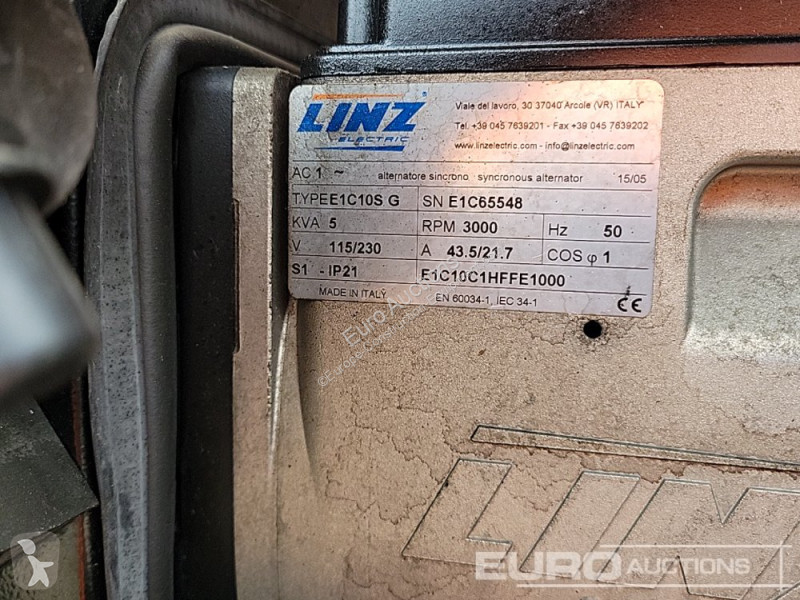 LINZ
ELECTRIC
Viale del lavoro, 30 37040 Arcole (VR) ITALY
Tel. +39 045 7639201 - Fax +39 045 7639202
www.linzelectric.com - info@linzelectric.com
AC 1 ~ alternatore sincrono synchronous alternator 15/05
TYPE E1C10S G SN E1C65548
KVA 5 RPM 3000 Hz 50
V 115/230 A 43.5/21.7 COS φ 1
S1 - IP21 E1C10C1HFFE1000
MADE IN ITALY EN 60034-1, IEC 34-1 CE
Euro Auctions
LINZ
EURO AUCTIONS